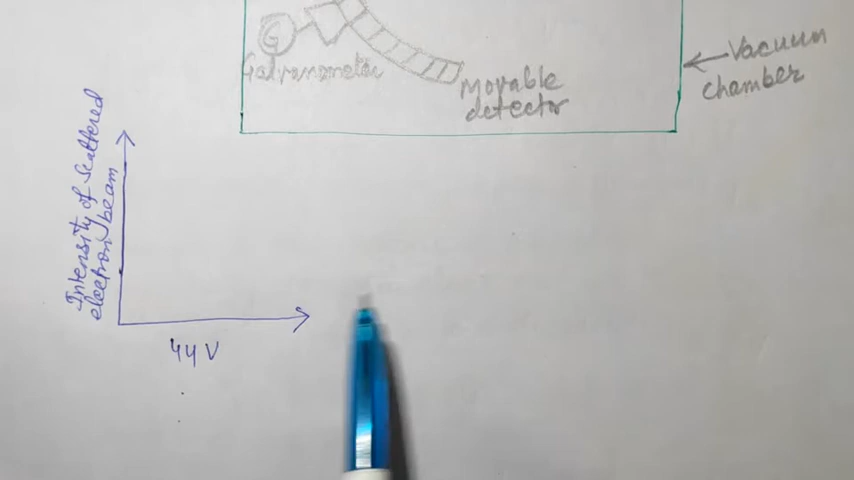 G
Galvanometer
Movable
detector
Vacuum
chamber
Intensity of Scattered
electron beam
44 V